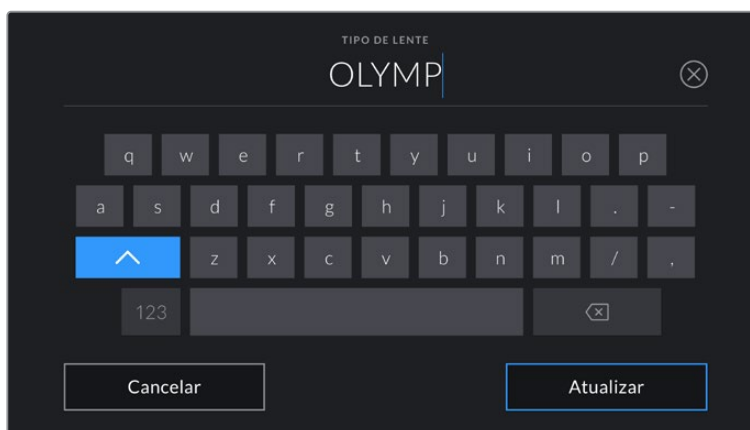 TIPO DE LENTE
OLYMP
q w e r t y u i o p
a s d f g h j k l . -
z x c v b n m / ,
123
Cancelar Atualizar